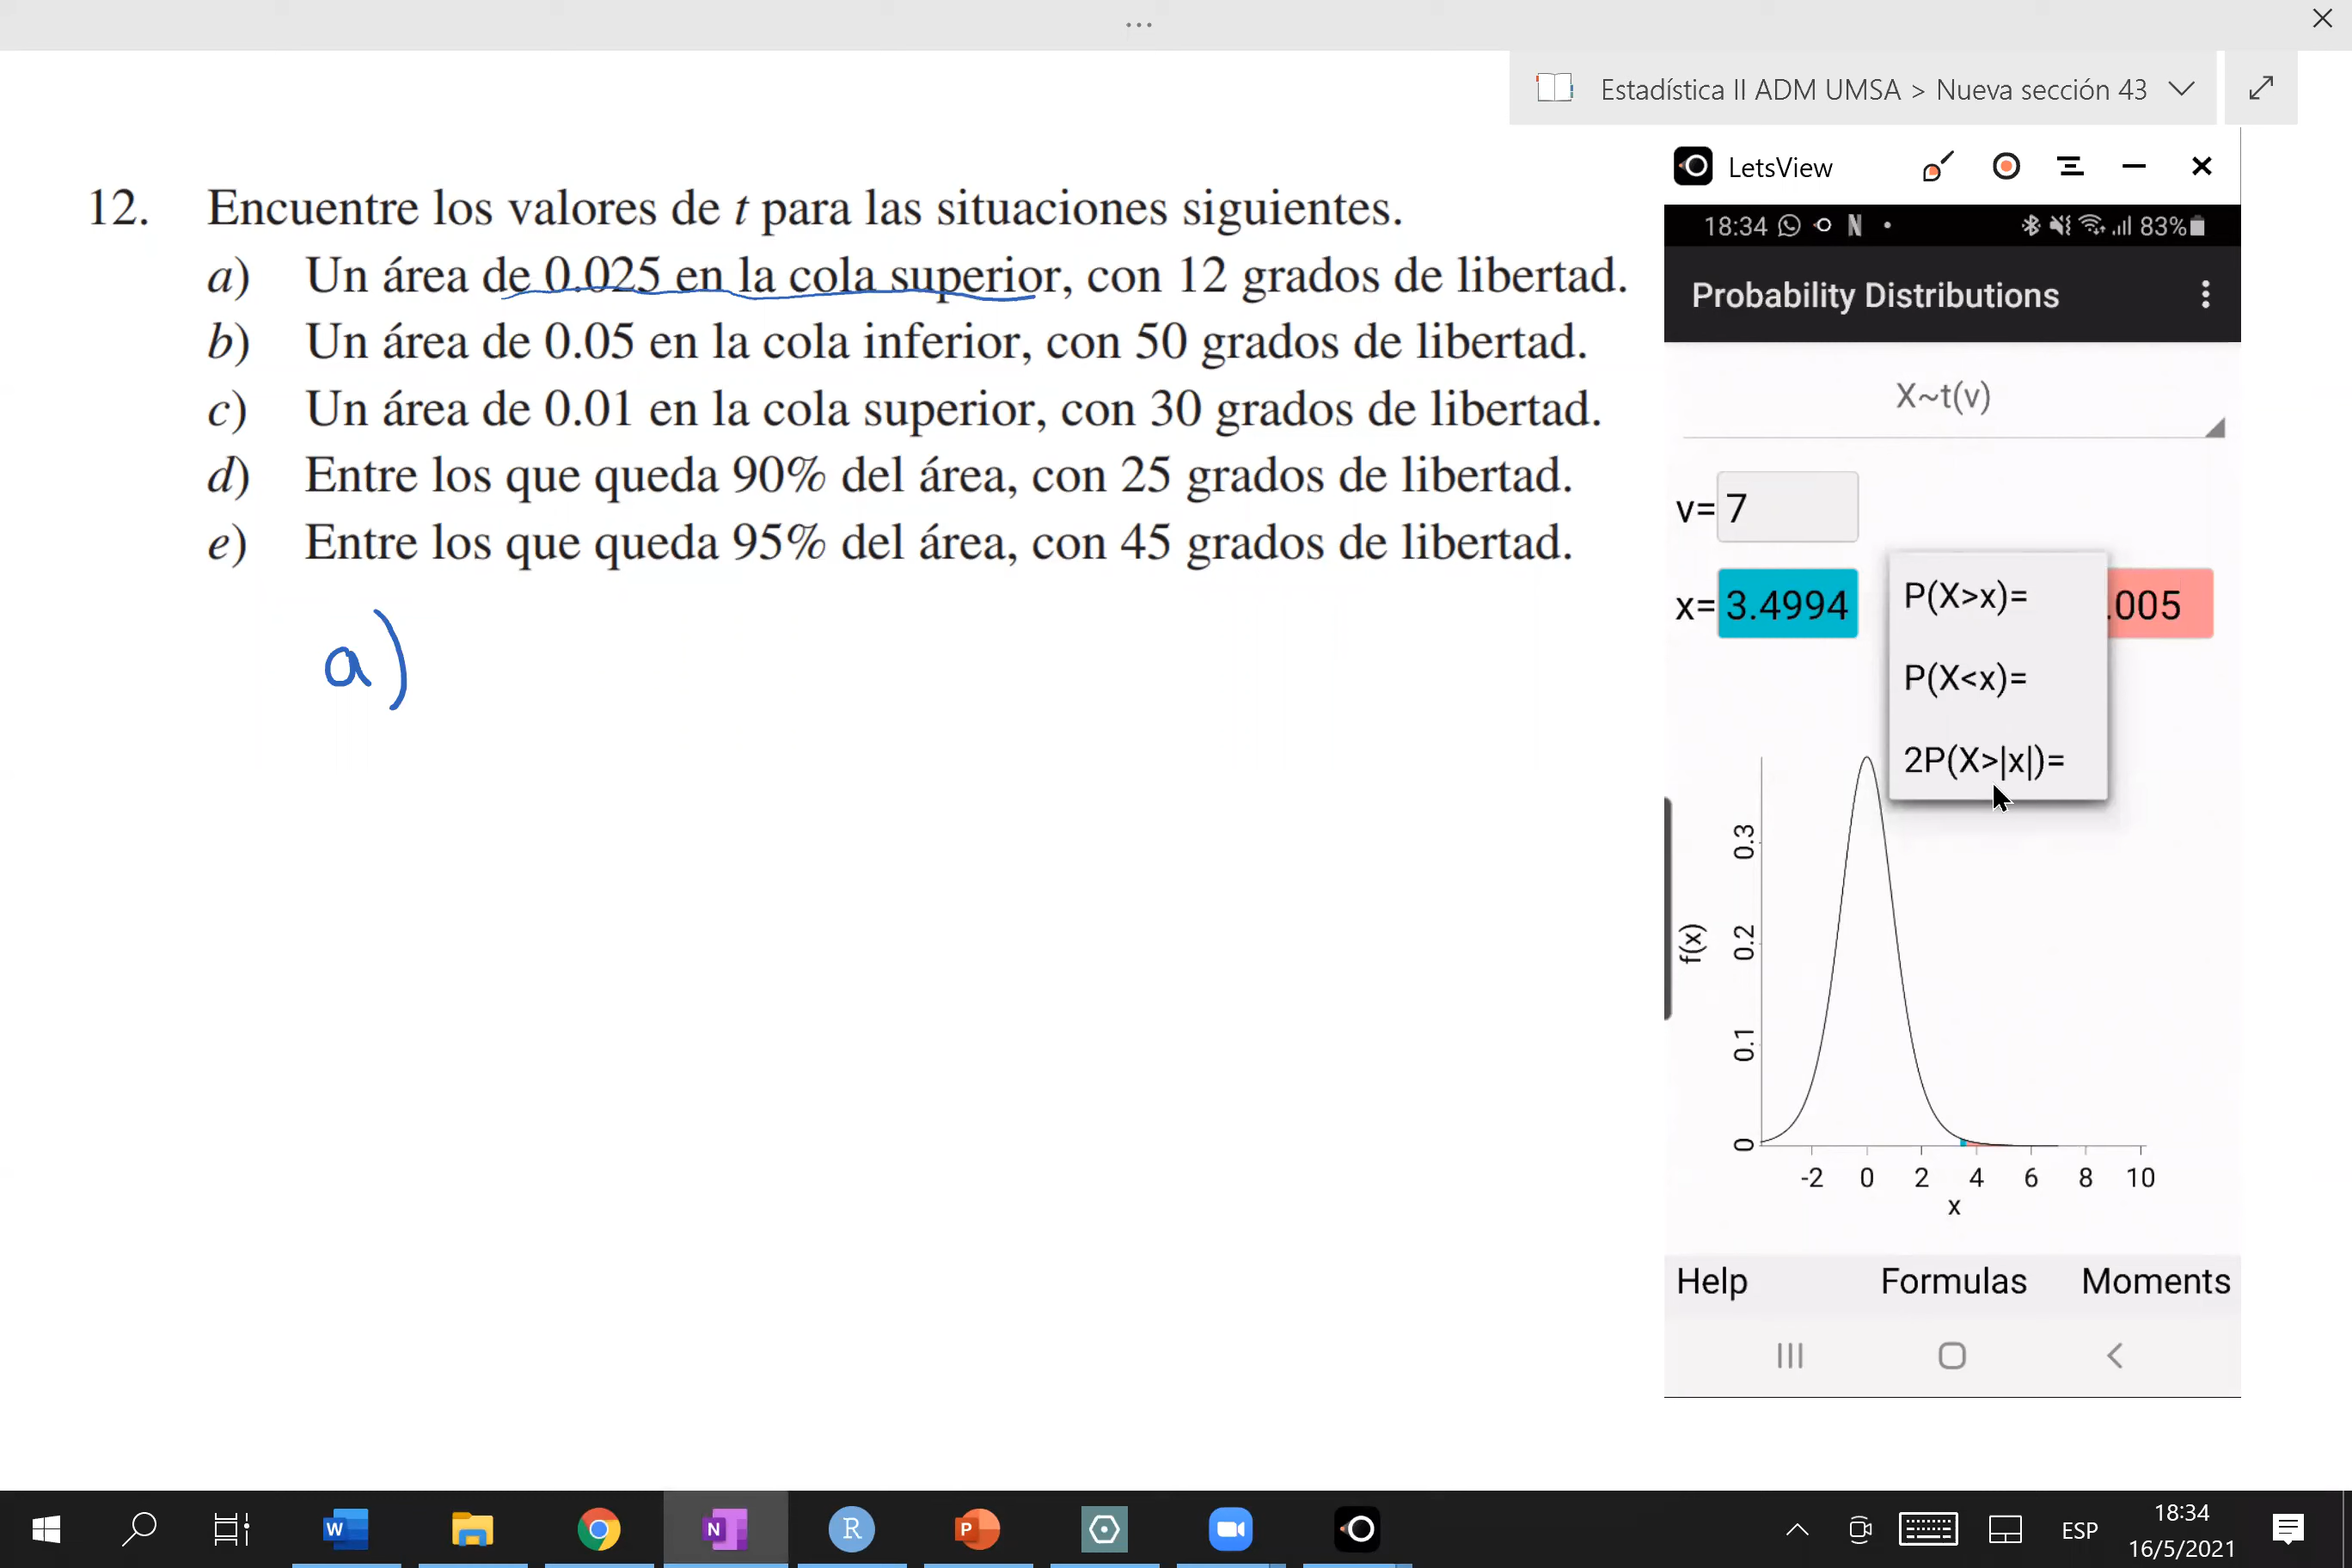 Estadística II ADM UMSA > Nueva sección 43
12. Encuentre los valores de t para las situaciones siguientes.
a) Un área de 0.025 en la cola superior, con 12 grados de libertad.
b) Un área de 0.05 en la cola inferior, con 50 grados de libertad.
c) Un área de 0.01 en la cola superior, con 30 grados de libertad.
d) Entre los que queda 90% del área, con 25 grados de libertad.
e) Entre los que queda 95% del área, con 45 grados de libertad.
a)
LetsView
18:34 N 83%
Probability Distributions
X~t(v)
v= 7
x= 3.4994
.005
P(X>x)=
P(X<x)=
2P(X>|x|)=
f(x)
0.3
0.2
0.1
0
-2 0 2 4 6 8 10
x
Help Formulas Moments
W N R P
ESP
18:34
16/5/2021